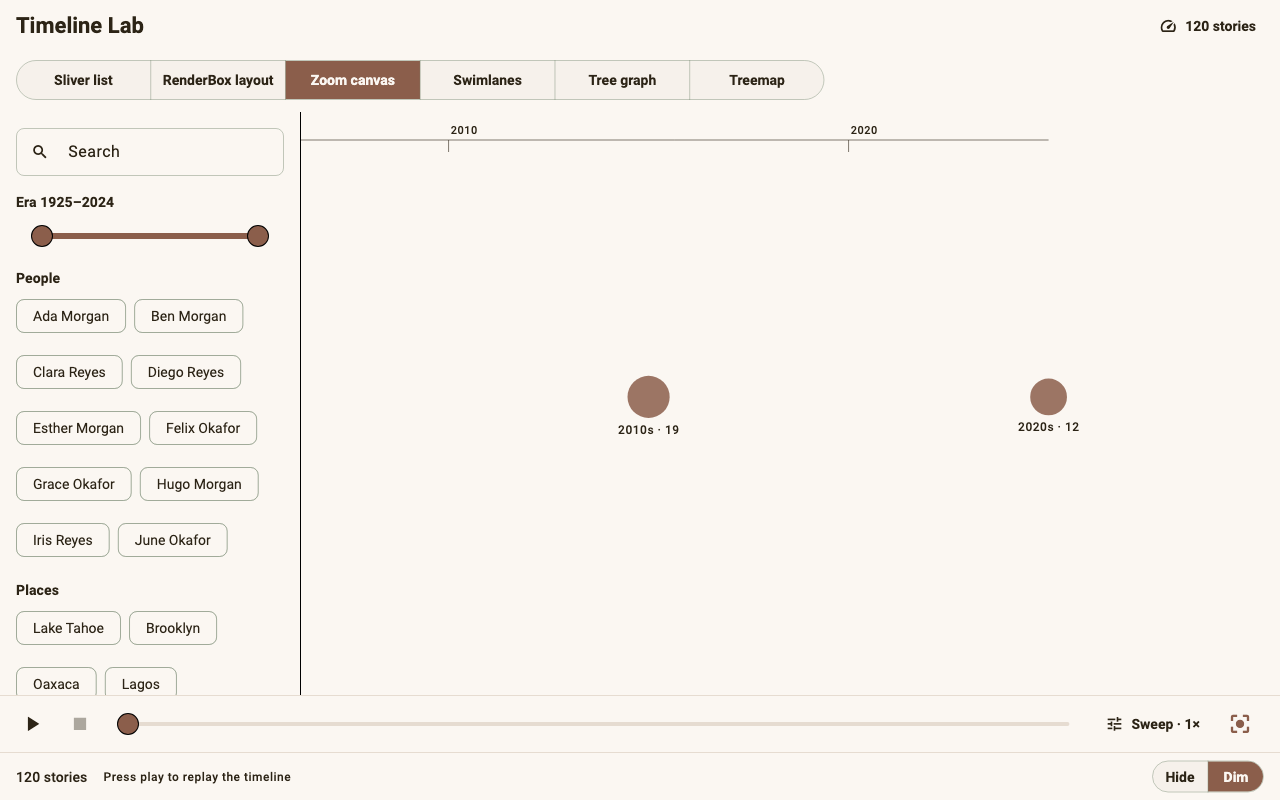 Timeline Lab
120 stories
Sliver list
RenderBox layout
Zoom canvas
Swimlanes
Tree graph
Treemap
Search
Era 1925–2024
People
Ada Morgan
Ben Morgan
Clara Reyes
Diego Reyes
Esther Morgan
Felix Okafor
Grace Okafor
Hugo Morgan
Iris Reyes
June Okafor
Places
Lake Tahoe
Brooklyn
Oaxaca
Lagos
2010
2020
2010s · 19
2020s · 12
Sweep · 1×
120 stories
Press play to replay the timeline
Hide
Dim